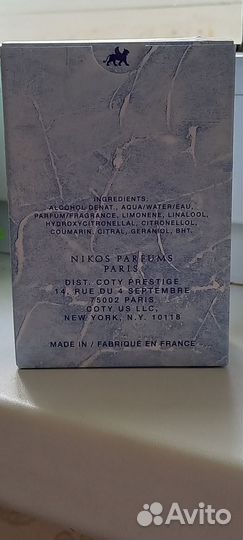 INGREDIENTS:
ALCOHOL DENAT., AQUA/WATER/EAU,
PARFUM/FRAGRANCE, LIMONENE, LINALOOL,
HYDROXYCITRONELLAL, CITRONELLOL,
COUMARIN, CITRAL, GERANIOL, BHT.
NIKOS PARFUMS
PARIS
DIST. COTY PRESTIGE
14, RUE DU 4 SEPTEMBRE
75002 PARIS
COTY US LLC,
NEW YORK, N.Y. 10118
MADE IN / FABRIQUÉ EN FRANCE
Avito